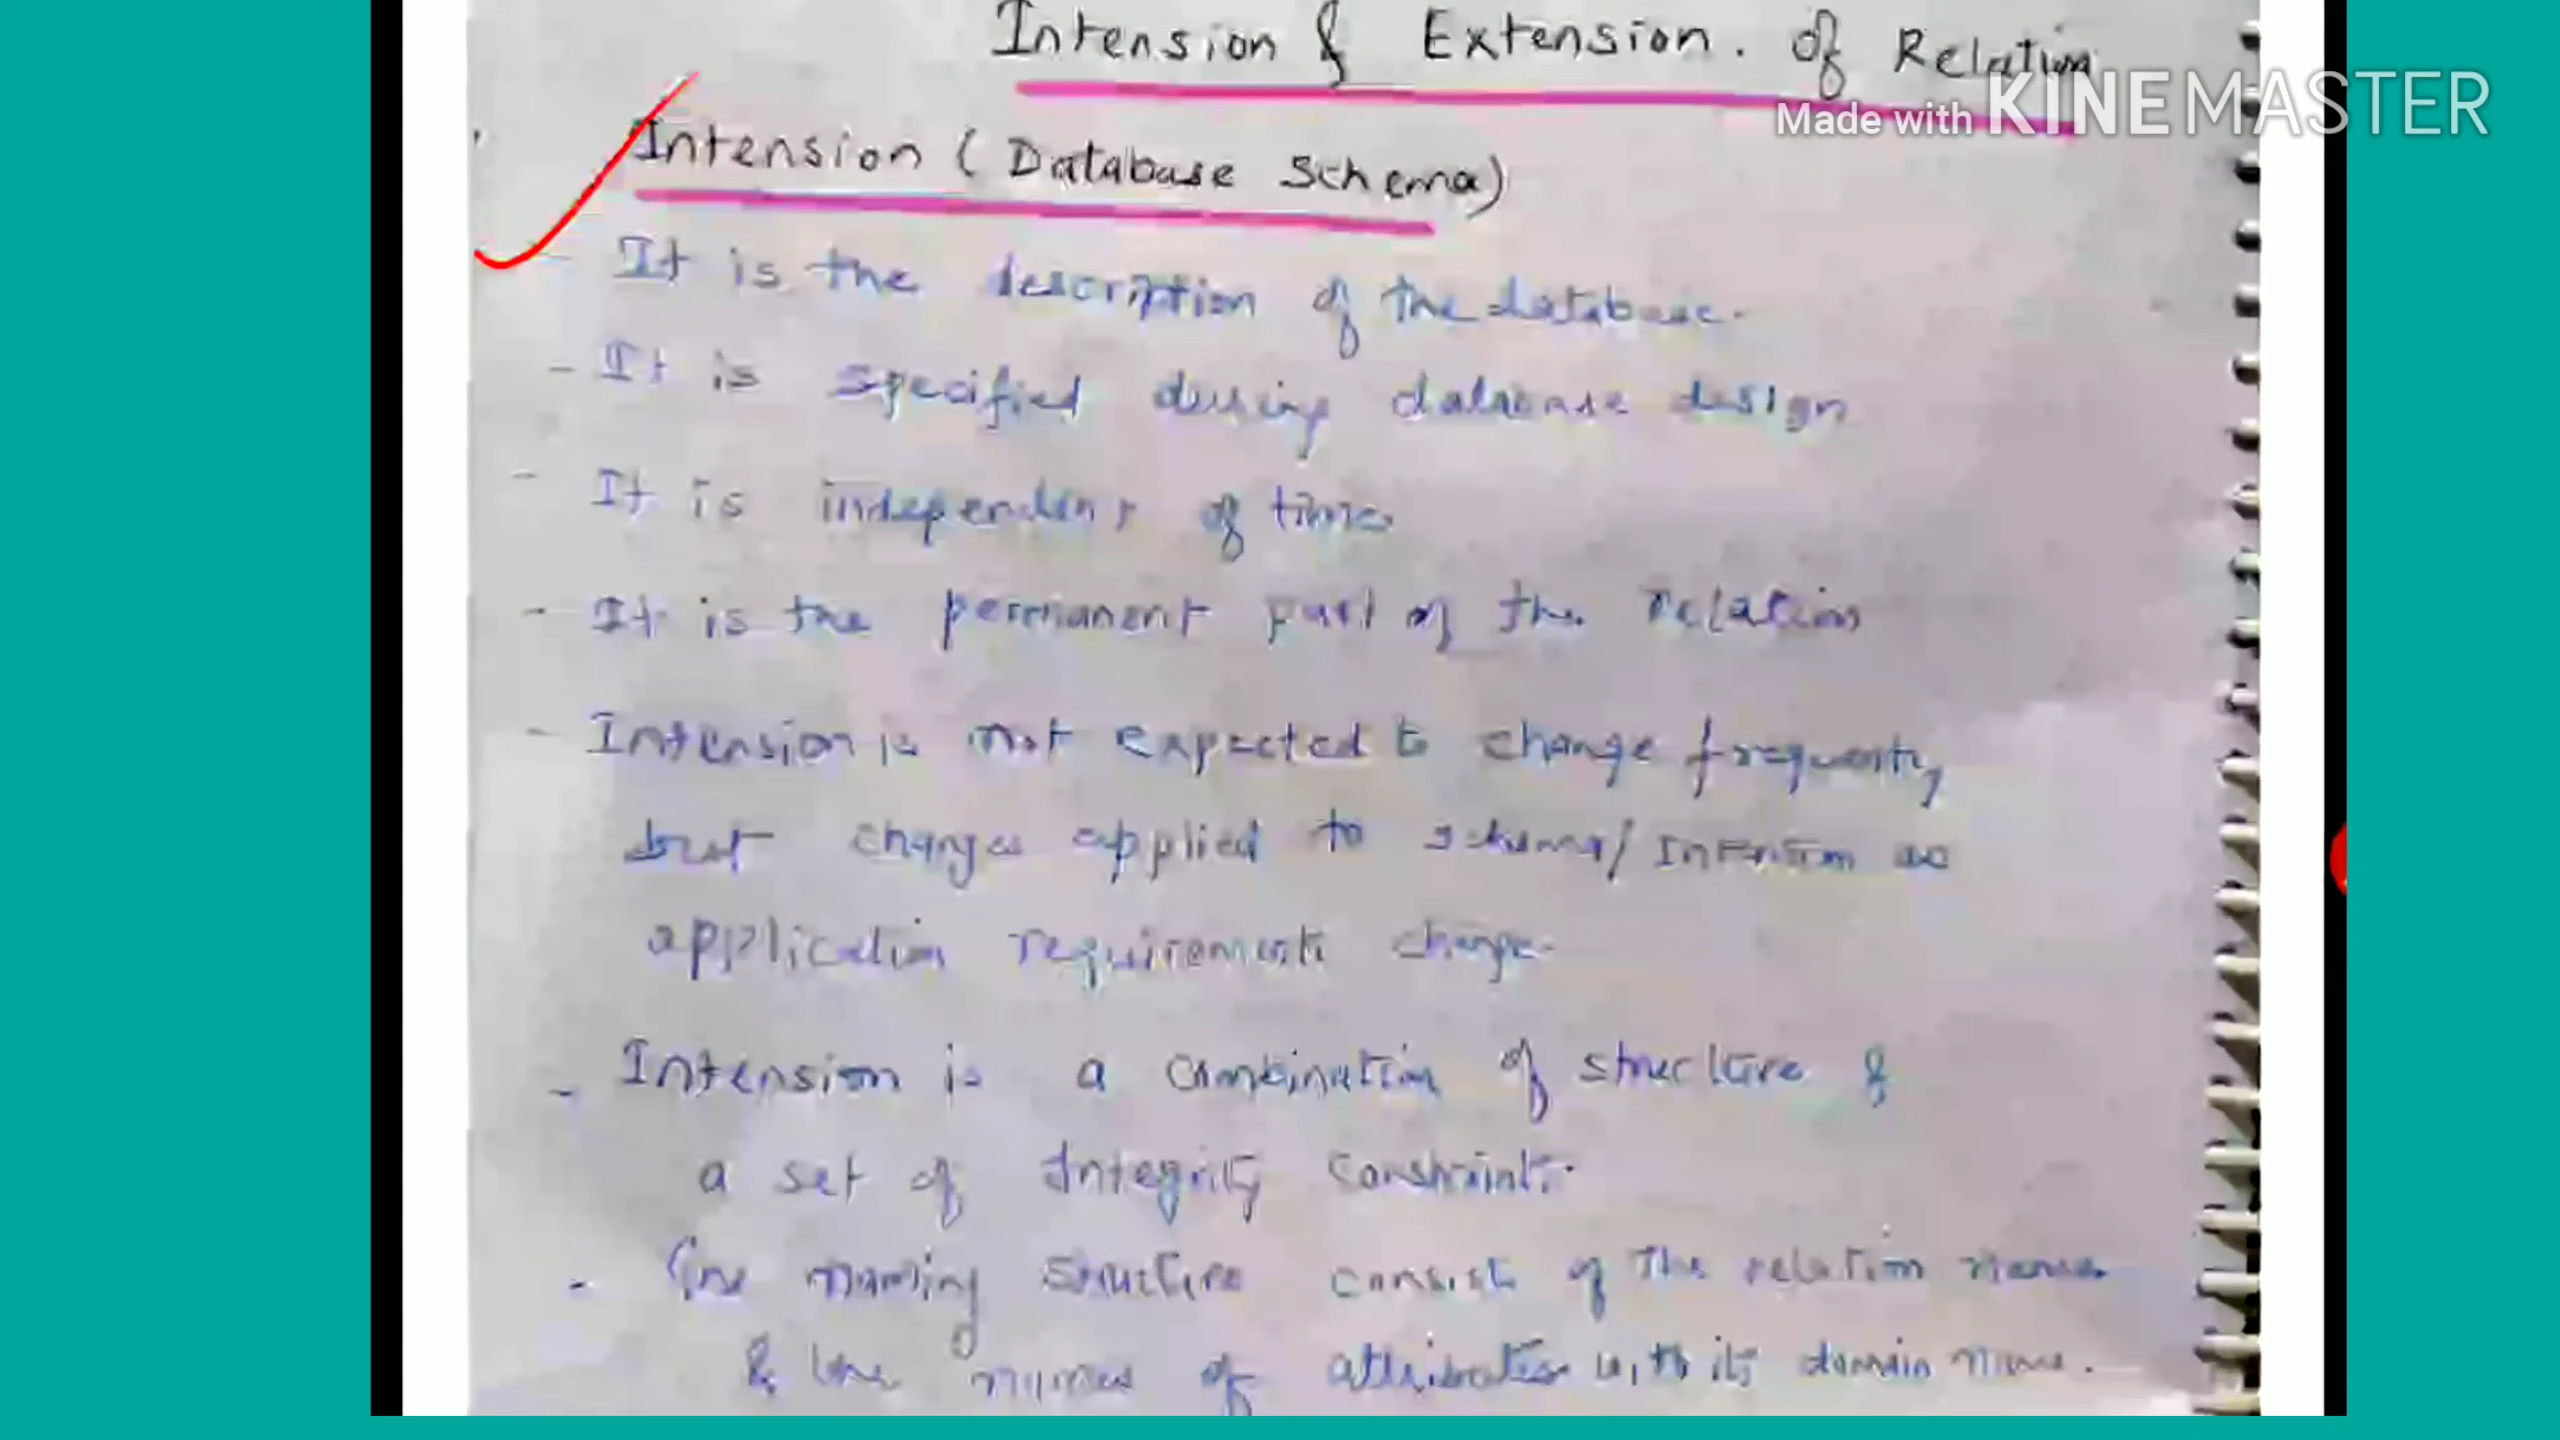 Intension & Extension. of Relation
Made with KINEMASTER
Intension (Database Schema)
- It is the description of the database.
- It is specified during database design
- It is independent of time
- It is the permanent part of the relation
- Intension is not expected to change frequently
but changes applied to schema/Intension as
application requirements change.
- Intension is a combination of structure &
a set of Integrity constraints.
- The naming structure consist of the relation name
& the names of attributes with its domain name.